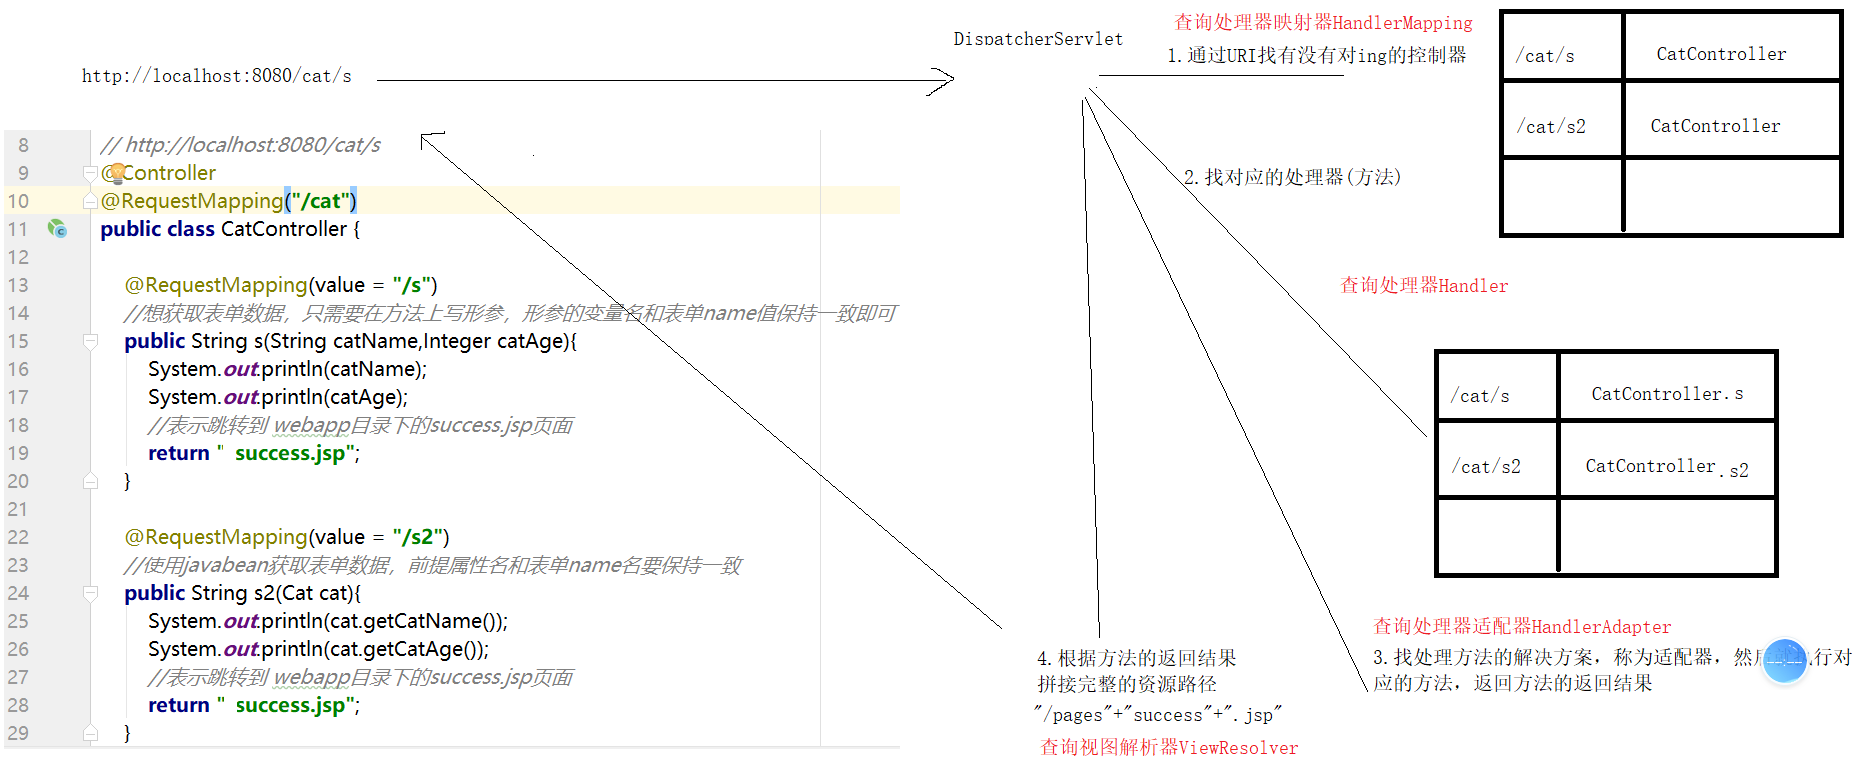 http://localhost:8080/cat/s
DispatcherServlet
查询处理器映射器HandlerMapping
1.通过URI找有没有对ing的控制器
/cat/s CatController
/cat/s2 CatController
2.找对应的处理器(方法)
查询处理器Handler
/cat/s CatController.s
/cat/s2 CatController.s2
查询处理器适配器HandlerAdapter
3.找处理方法的解决方案，称为适配器，然后 行对
应的方法，返回方法的返回结果
4.根据方法的返回结果
拼接完整的资源路径
"/pages"+"success"+".jsp"
查询视图解析器ViewResolver
8 // http://localhost:8080/cat/s
9 @Controller
10 @RequestMapping("/cat")
11 public class CatController {
12
13 @RequestMapping(value = "/s")
14 //想获取表单数据，只需要在方法上写形参，形参的变量名和表单name值保持一致即可
15 public String s(String catName,Integer catAge){
16 System.out.println(catName);
17 System.out.println(catAge);
18 //表示跳转到 webapp目录下的success.jsp页面
19 return " success.jsp";
20 }
21
22 @RequestMapping(value = "/s2")
23 //使用javabean获取表单数据，前提属性名和表单name名要保持一致
24 public String s2(Cat cat){
25 System.out.println(cat.getCatName());
26 System.out.println(cat.getCatAge());
27 //表示跳转到 webapp目录下的success.jsp页面
28 return " success.jsp";
29 }